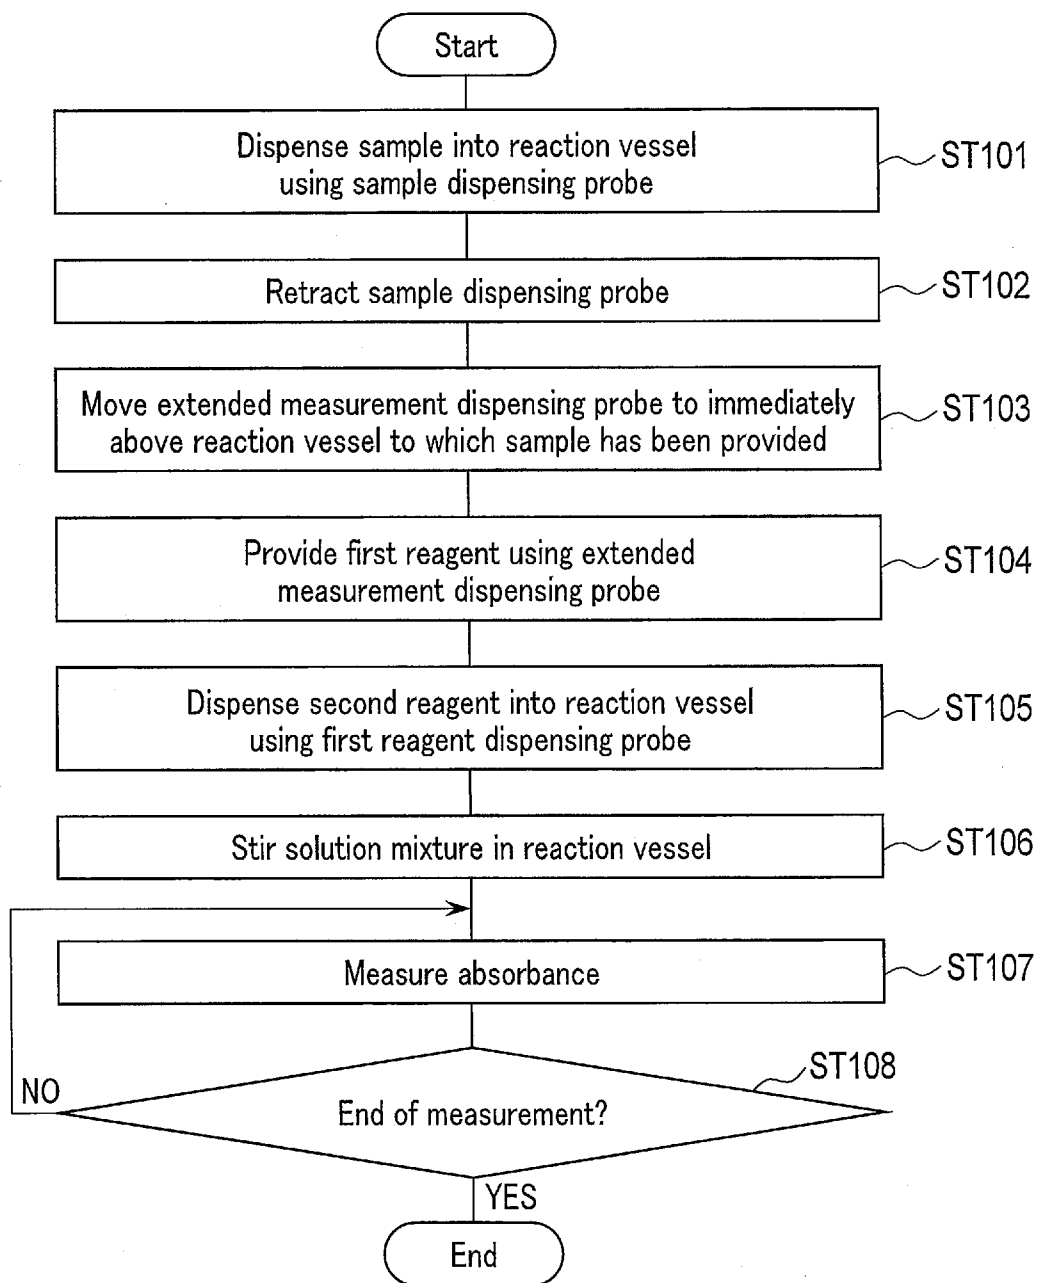 Start
Dispense sample into reaction vessel
using sample dispensing probe
ST101
Retract sample dispensing probe
ST102
Move extended measurement dispensing probe to immediately
above reaction vessel to which sample has been provided
ST103
Provide first reagent using extended
measurement dispensing probe
ST104
Dispense second reagent into reaction vessel
using first reagent dispensing probe
ST105
Stir solution mixture in reaction vessel
ST106
Measure absorbance
ST107
ST108
NO
End of measurement?
YES
End